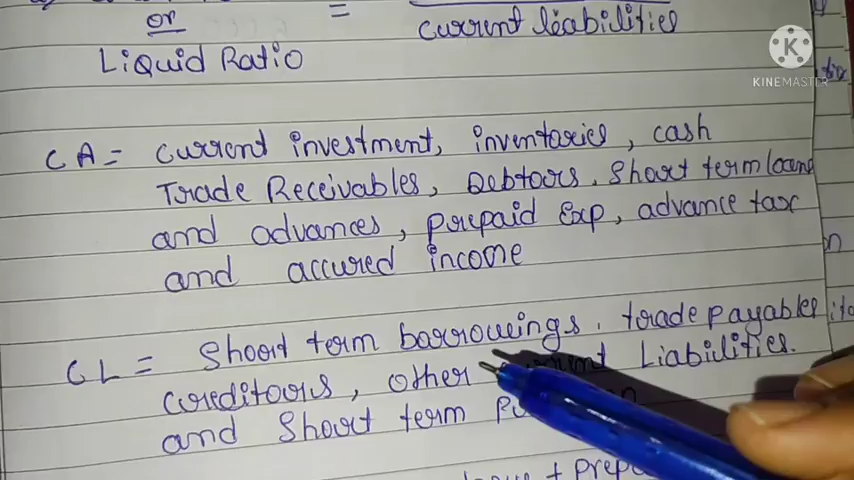 or
=
current liabilities
Liquid Ratio
KINEMASTER
CA = current investment, inventories, cash
Trade Receivables, Debtors, short term loans
and advances, prepaid Exp, advance tax
and accured income
CL = Short term borrowings, trade payables
creditors, other Liabilities.
and short term
+ prep